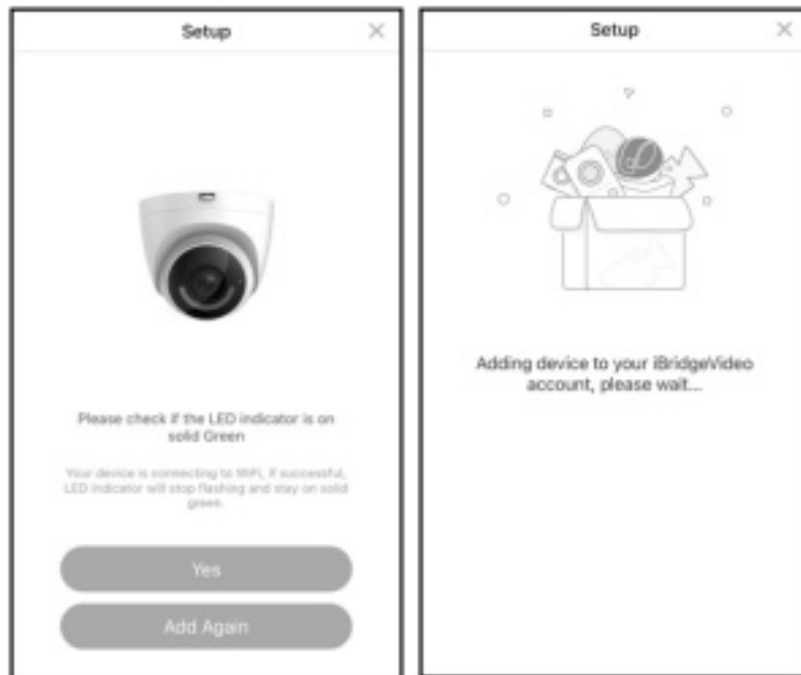 Setup
Please check if the LED indicator is on
solid Green
Your device is connecting to WiFi, if successful,
LED indicator will stop flashing and stay on solid
green.
Yes
Add Again
Setup
Adding device to your iBridgeVideo
account, please wait...